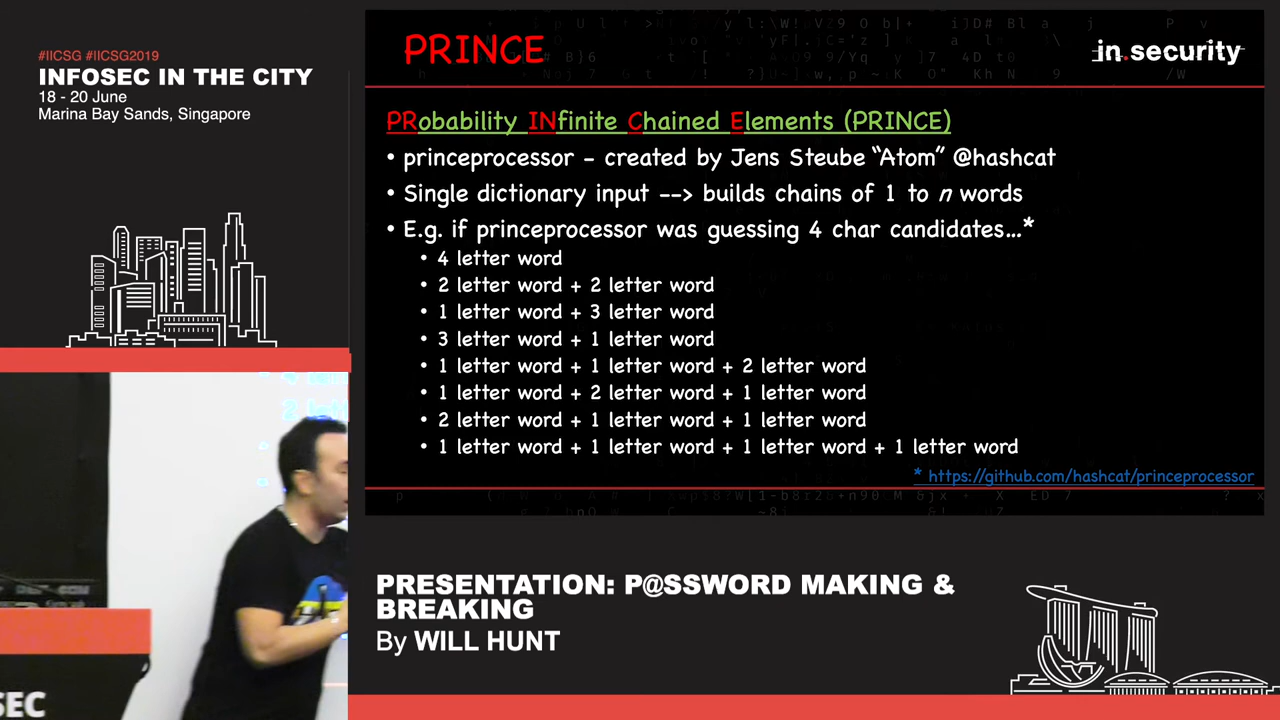 #IICSG #IICSG2019
INFOSEC IN THE CITY
18 - 20 June
Marina Bay Sands, Singapore
PRINCE
in.security
PRobability INfinite Chained Elements (PRINCE)
• princeprocessor - created by Jens Steube “Atom” @hashcat
• Single dictionary input --> builds chains of 1 to n words
• E.g. if princeprocessor was guessing 4 char candidates...*
• 4 letter word
• 2 letter word + 2 letter word
• 1 letter word + 3 letter word
• 3 letter word + 1 letter word
• 1 letter word + 1 letter word + 2 letter word
• 1 letter word + 2 letter word + 1 letter word
• 2 letter word + 1 letter word + 1 letter word
• 1 letter word + 1 letter word + 1 letter word + 1 letter word
* https://github.com/hashcat/princeprocessor
SEC
PRESENTATION: P@SSWORD MAKING &
BREAKING
By WILL HUNT